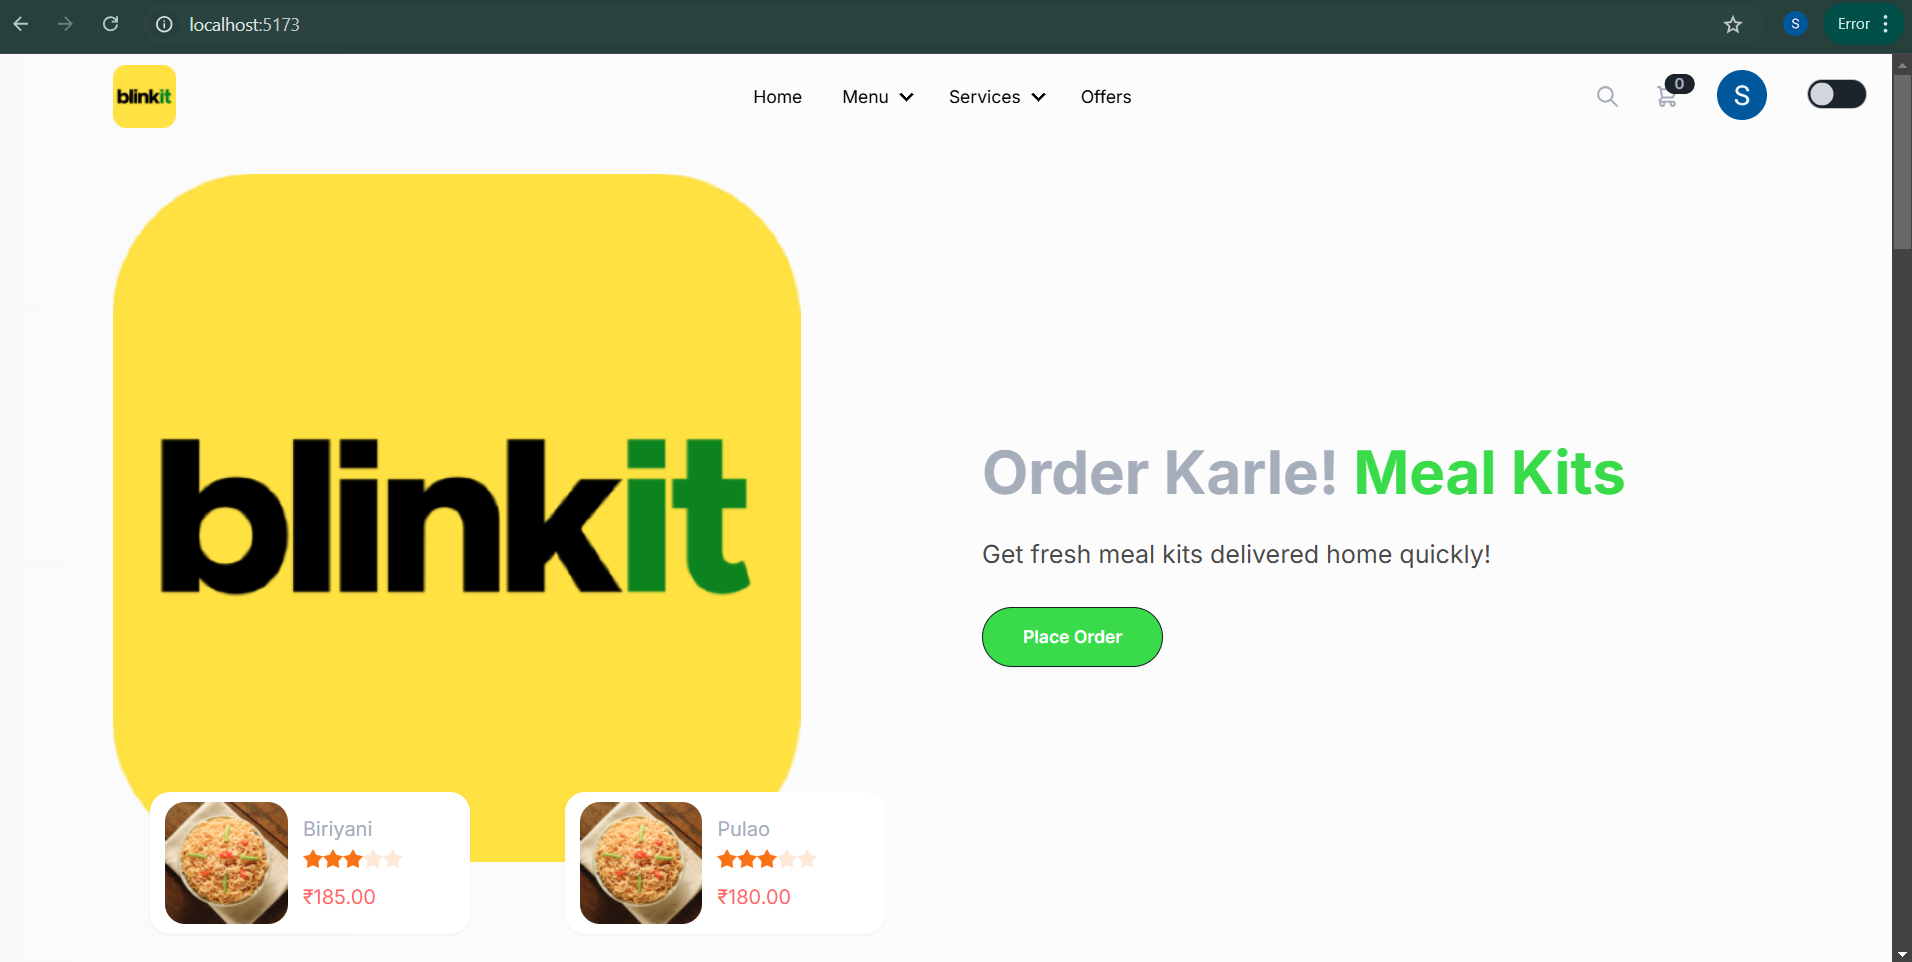 localhost:5173
S
Error
blinkit
Home
Menu
Services
Offers
0
S
blinkit
Order Karle! Meal Kits
Get fresh meal kits delivered home quickly!
Place Order
Biriyani
₹185.00
Pulao
₹180.00